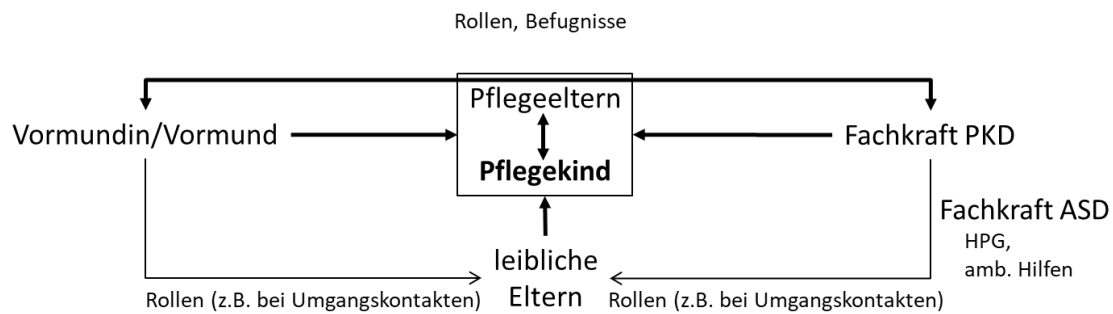 Rollen, Befugnisse
Pflegeeltern
Vormundin/Vormund
Fachkraft PKD
Pflegekind
Fachkraft ASD
HPG,
amb. Hilfen
leibliche
Eltern
Rollen (z.B. bei Umgangskontakten)
Rollen (z.B. bei Umgangskontakten)